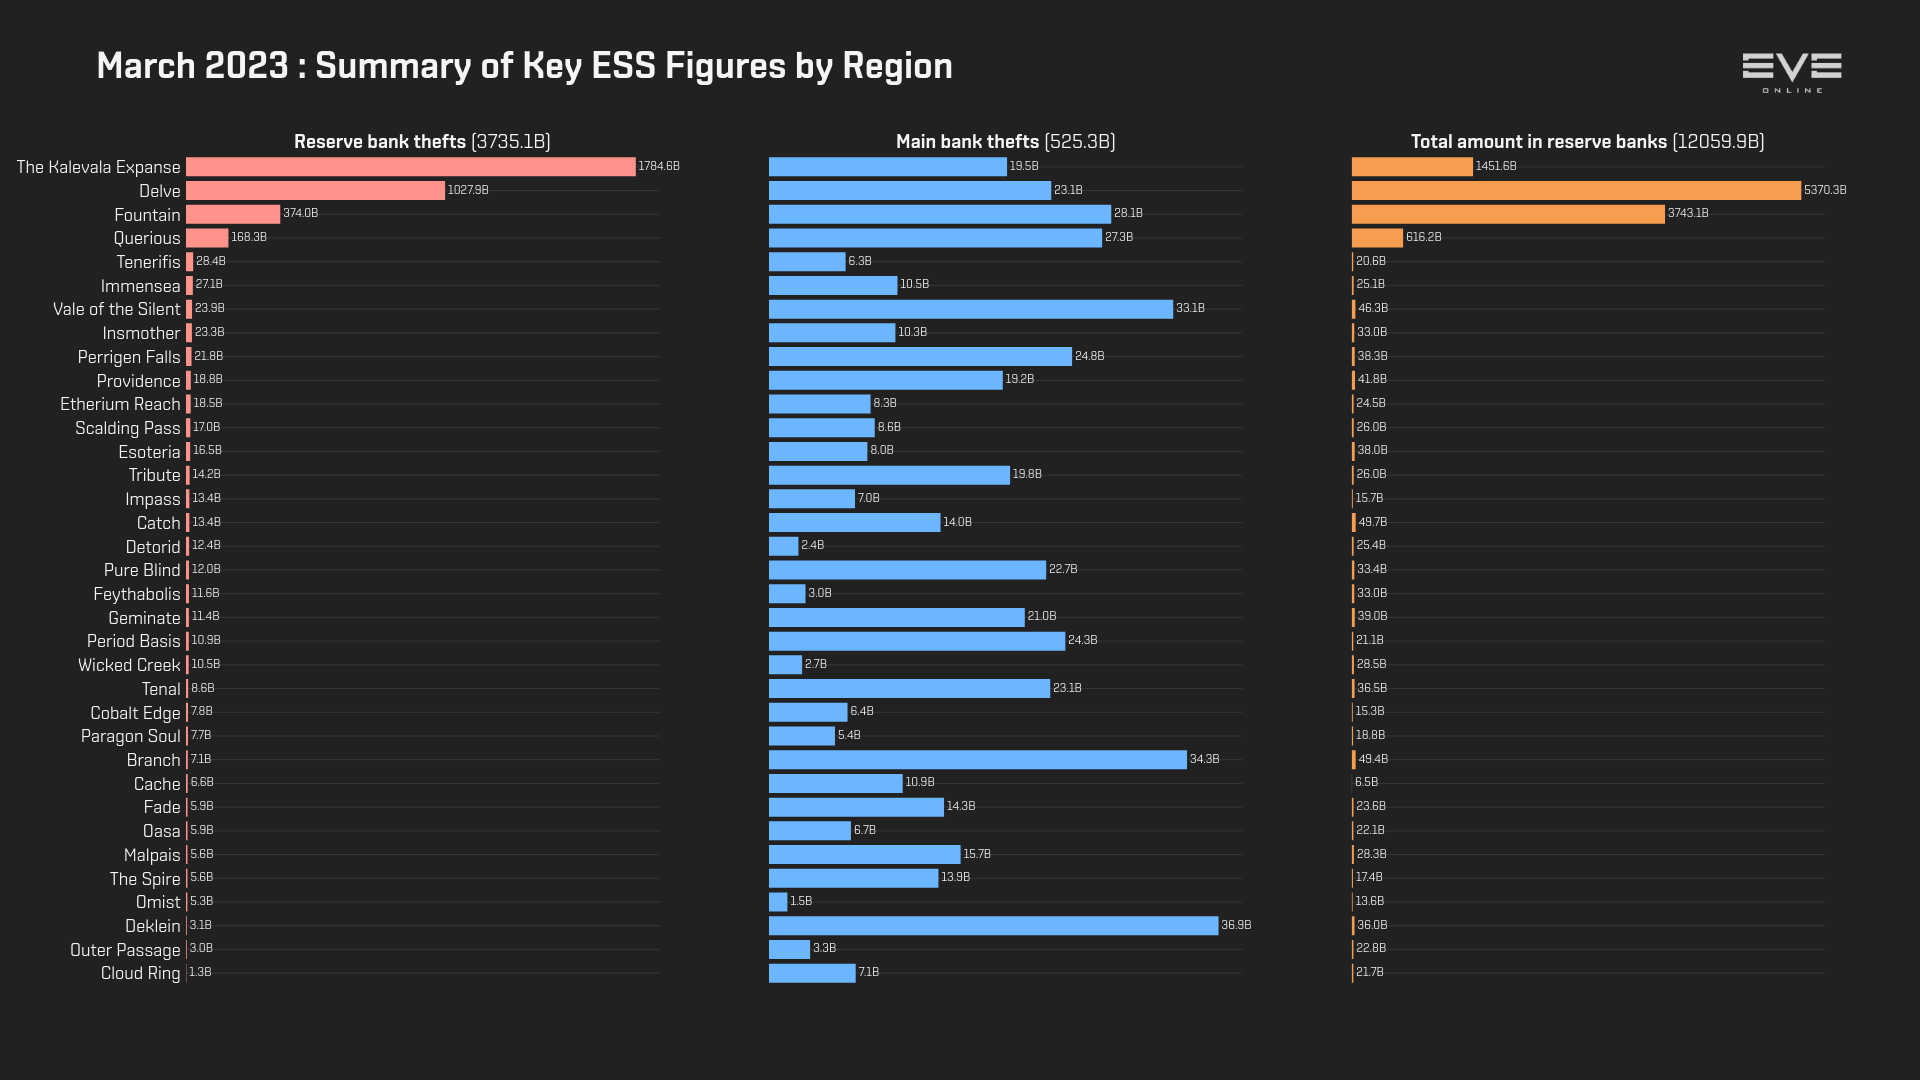 March 2023 : Summary of Key ESS Figures by Region
EVE
ONLINE
Reserve bank thefts (3735.1B) Main bank thefts (525.3B) Total amount in reserve banks (12059.9B)
The Kalevala Expanse 1784.6B 19.5B 1451.6B
Delve 1027.9B 23.1B 5370.3B
Fountain 374.0B 28.1B 3743.1B
Querious 168.3B 27.3B 616.2B
Tenerifis 28.4B 6.3B 20.6B
Immensea 27.1B 10.5B 25.1B
Vale of the Silent 23.9B 33.1B 46.3B
Insmother 23.3B 10.3B 33.0B
Perrigen Falls 21.8B 24.8B 38.3B
Providence 18.8B 19.2B 41.8B
Etherium Reach 18.5B 8.3B 24.5B
Scalding Pass 17.0B 8.6B 26.0B
Esoteria 16.5B 8.0B 38.0B
Tribute 14.2B 19.8B 26.0B
Impass 13.4B 7.0B 15.7B
Catch 13.4B 14.0B 49.7B
Detorid 12.4B 2.4B 25.4B
Pure Blind 12.0B 22.7B 33.4B
Feythabolis 11.6B 3.0B 33.0B
Geminate 11.4B 21.0B 39.0B
Period Basis 10.9B 24.3B 21.1B
Wicked Creek 10.5B 2.7B 28.5B
Tenal 8.6B 23.1B 36.5B
Cobalt Edge 7.8B 6.4B 15.3B
Paragon Soul 7.7B 5.4B 18.8B
Branch 7.1B 34.3B 49.4B
Cache 6.6B 10.9B 6.5B
Fade 5.9B 14.3B 23.6B
Oasa 5.9B 6.7B 22.1B
Malpais 5.6B 15.7B 28.3B
The Spire 5.6B 13.9B 17.4B
Omist 5.3B 1.5B 13.6B
Deklein 3.1B 36.9B 36.0B
Outer Passage 3.0B 3.3B 22.8B
Cloud Ring 1.3B 7.1B 21.7B